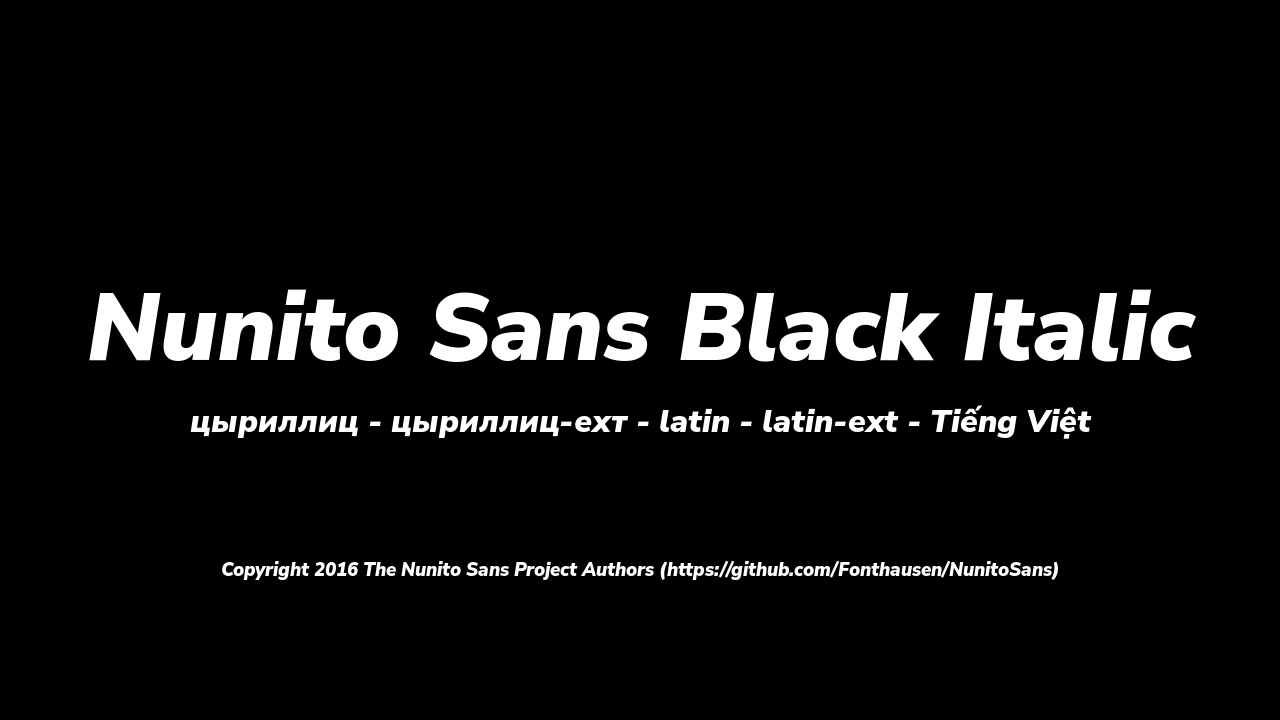 Nunito Sans Black Italic
цыриллиц - цыриллиц-ехт - latin - latin-ext - Tiếng Việt
Copyright 2016 The Nunito Sans Project Authors (https://github.com/Fonthausen/NunitoSans)